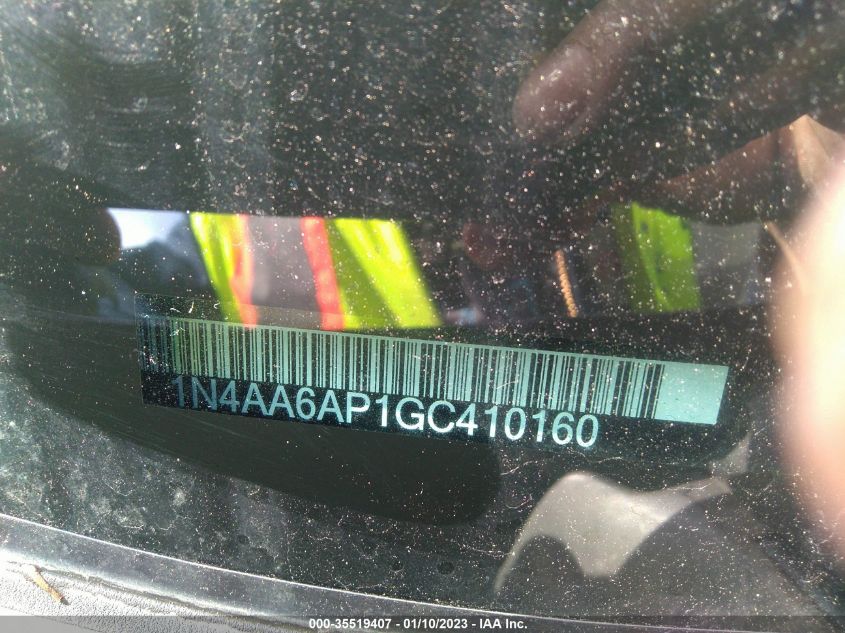 1N4AA6AP1GC410160
000-35519407 - 01/10/2023 - IAA Inc.